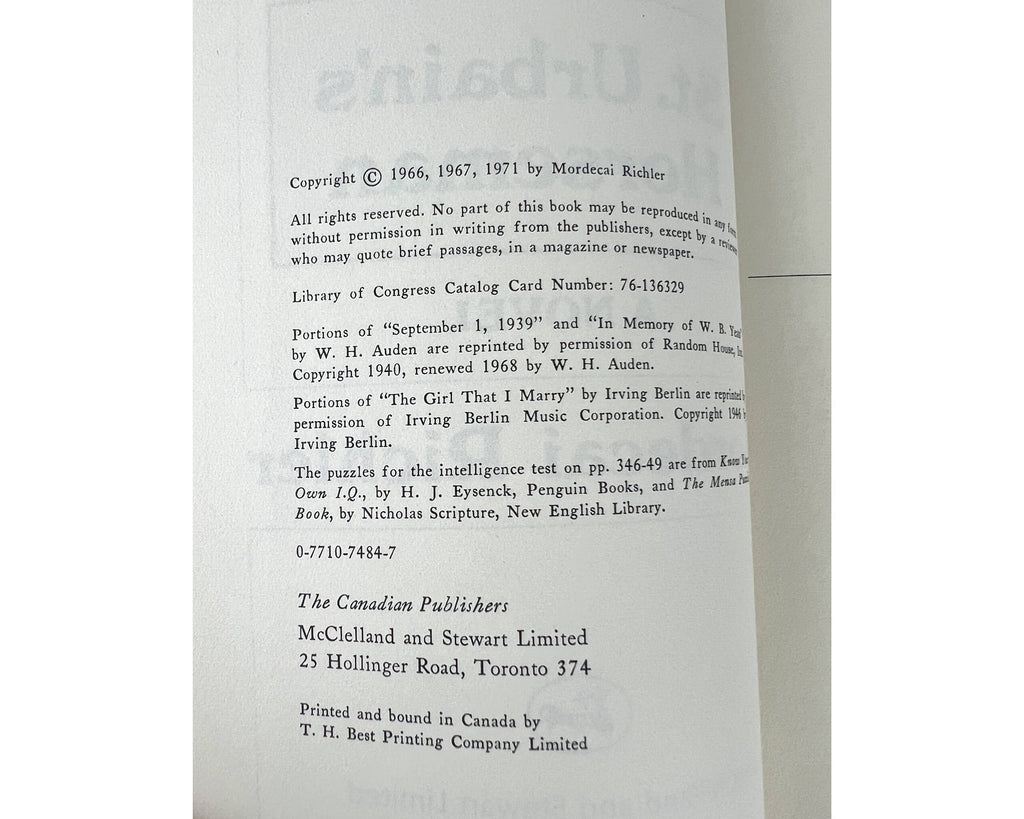 Copyright © 1966, 1967, 1971 by Mordecai Richler
All rights reserved. No part of this book may be reproduced in any
without permission in writing from the publishers, except by a
who may quote brief passages, in a magazine or newspaper.
Library of Congress Catalog Card Number: 76-136329
Portions of “September 1, 1939” and “In Memory of W. B.
by W. H. Auden are reprinted by permission of Random House,
Copyright 1940, renewed 1968 by W. H. Auden.
Portions of “The Girl That I Marry” by Irving Berlin are reprinted
permission of Irving Berlin Music Corporation. Copyright
Irving Berlin.
The puzzles for the intelligence test on pp. 346-49 are from Know
Own I.Q., by H. J. Eysenck, Penguin Books, and The Mensa
Book, by Nicholas Scripture, New English Library.
0-7710-7484-7
The Canadian Publishers
McClelland and Stewart Limited
25 Hollinger Road, Toronto 374
Printed and bound in Canada by
T. H. Best Printing Company Limited